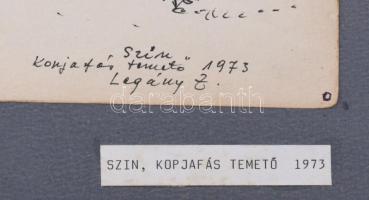 Szin
Kopjafás temető 1973
Legány Z.
darabanth
SZIN, KOPJAFÁS TEMETŐ 1973